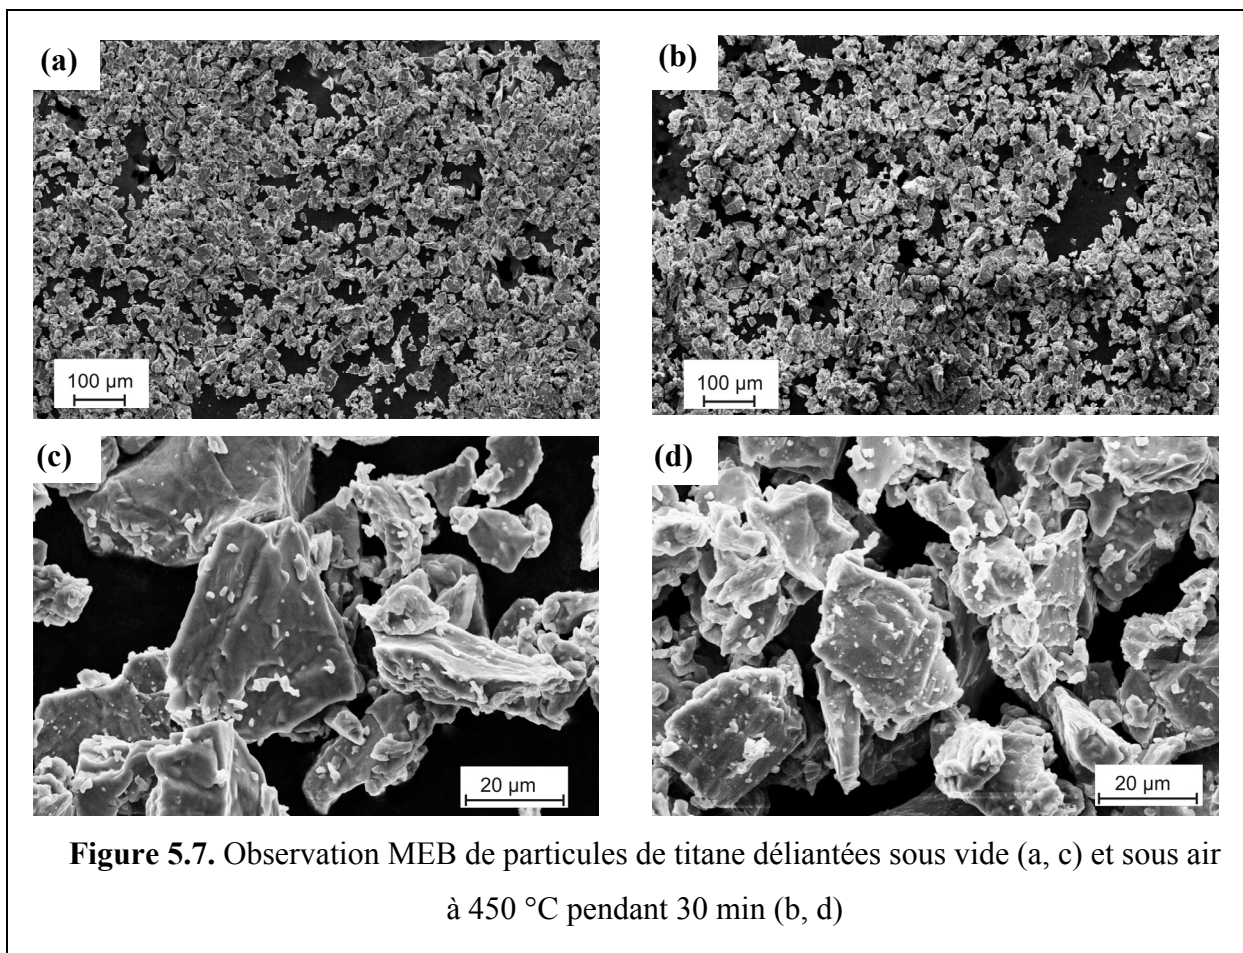 (a)
(b)
100 µm
100 µm
(c)
(d)
20 µm
20 µm
Figure 5.7. Observation MEB de particules de titane déliantées sous vide (a, c) et sous air
à 450 °C pendant 30 min (b, d)